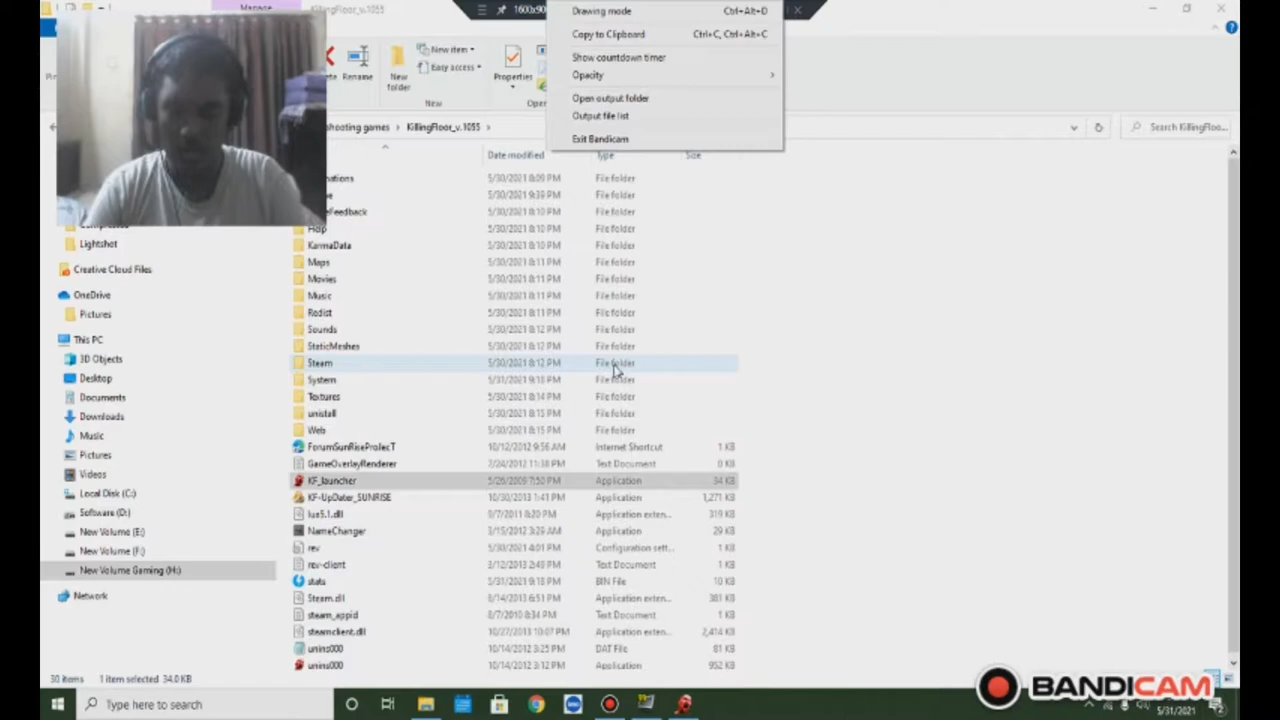 Manage
KillingFloor_v.1055
1600x90
Drawing mode Ctrl+Alt+D
Copy to Clipboard Ctrl+C, Ctrl+Alt+C
Show countdown timer
Opacity
Open output folder
Output file list
Exit Bandicam
Rename
New folder
New item
Easy access
New
Properties
Open
shooting games > KillingFloor_v.1055 >
Search KillingFloo...
Date modified Type Size
5/30/2021 8:09 PM File folder
5/30/2021 9:39 PM File folder
eFeedback 5/30/2021 8:10 PM File folder
Help 5/30/2021 8:10 PM File folder
KarmaData 5/30/2021 8:10 PM File folder
Maps 5/30/2021 8:11 PM File folder
Movies 5/30/2021 8:11 PM File folder
Music 5/30/2021 8:11 PM File folder
Redist 5/30/2021 8:11 PM File folder
Sounds 5/30/2021 8:12 PM File folder
StaticMeshes 5/30/2021 8:12 PM File folder
Steam 5/30/2021 8:12 PM File folder
System 5/31/2021 9:18 PM File folder
Textures 5/30/2021 8:14 PM File folder
unistall 5/30/2021 8:15 PM File folder
Web 5/30/2021 8:15 PM File folder
ForumSunRiseProJecT 10/12/2012 9:56 AM Internet Shortcut 1 KB
GameOverlayRenderer 7/24/2012 11:38 PM Text Document 0 KB
KF_launcher 5/26/2009 7:50 PM Application 34 KB
KF-UpDater_SUNRISE 10/30/2013 1:41 PM Application 1,271 KB
lua5.1.dll 8/7/2011 8:20 PM Application exten... 319 KB
NameChanger 3/15/2012 3:29 AM Application 29 KB
rev 5/30/2021 4:01 PM Configuration sett... 1 KB
rev-client 3/12/2013 2:48 PM Text Document 1 KB
stats 5/31/2021 9:18 PM BIN File 10 KB
Steam.dll 8/14/2013 6:51 PM Application exten... 381 KB
steam_appid 8/7/2010 8:34 PM Text Document 1 KB
steamclient.dll 10/27/2013 10:07 PM Application exten... 2,414 KB
unins000 10/14/2012 3:25 PM DAT File 81 KB
unins000 10/14/2012 3:12 PM Application 952 KB
Lightshot
Creative Cloud Files
OneDrive
Pictures
This PC
3D Objects
Desktop
Documents
Downloads
Music
Pictures
Videos
Local Disk (C:)
Software (D:)
New Volume (E:)
New Volume (F:)
New Volume Gaming (H:)
Network
30 items 1 item selected 34.0 KB
BANDICAM
Type here to search
5/31/2021